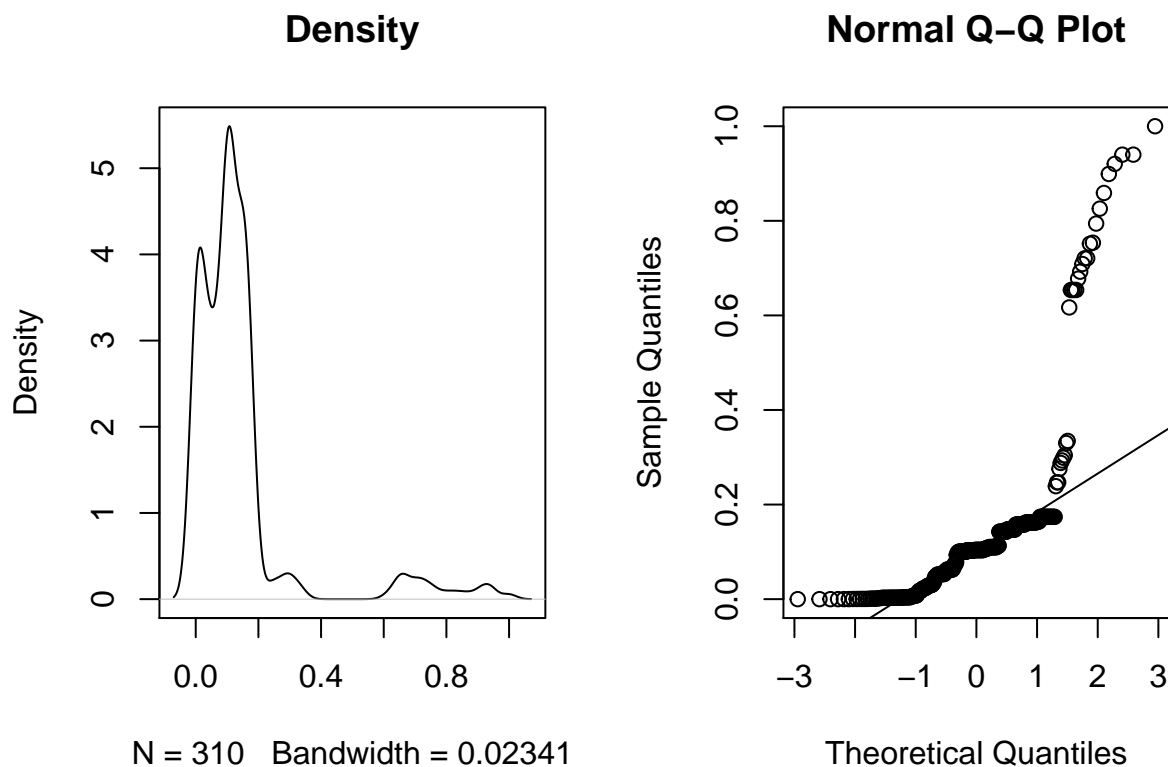 Density
Density
0 1 2 3 4 5
0.0 0.4 0.8
N = 310 Bandwidth = 0.02341
Normal Q−Q Plot
Sample Quantiles
0.0 0.2 0.4 0.6 0.8 1.0
−3 −1 0 1 2 3
Theoretical Quantiles